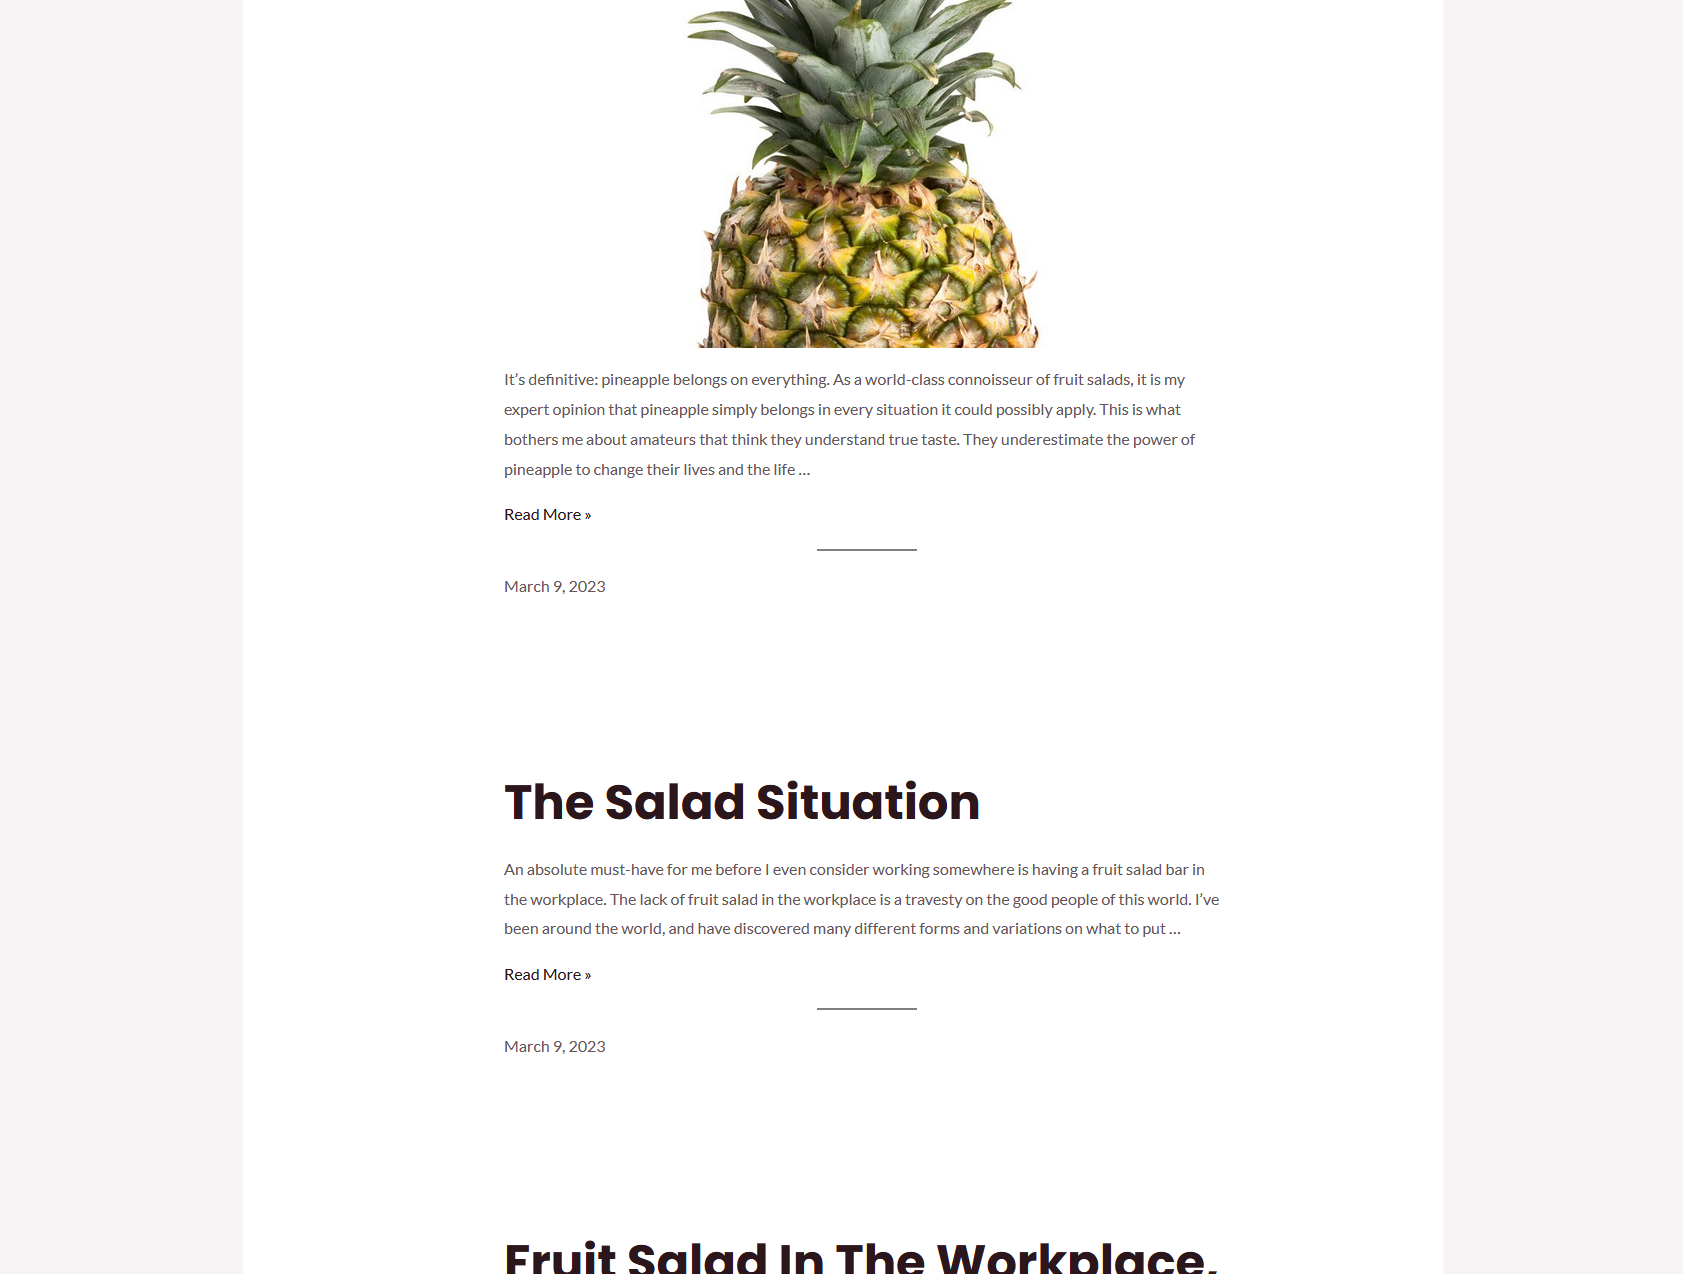 It’s definitive: pineapple belongs on everything. As a world-class connoisseur of fruit salads, it is my
expert opinion that pineapple simply belongs in every situation it could possibly apply. This is what
bothers me about amateurs that think they understand true taste. They underestimate the power of
pineapple to change their lives and the life …
Read More »
March 9, 2023
The Salad Situation
An absolute must-have for me before I even consider working somewhere is having a fruit salad bar in
the workplace. The lack of fruit salad in the workplace is a travesty on the good people of this world. I’ve
been around the world, and have discovered many different forms and variations on what to put …
Read More »
March 9, 2023
Fruit Salad In The Workplace,